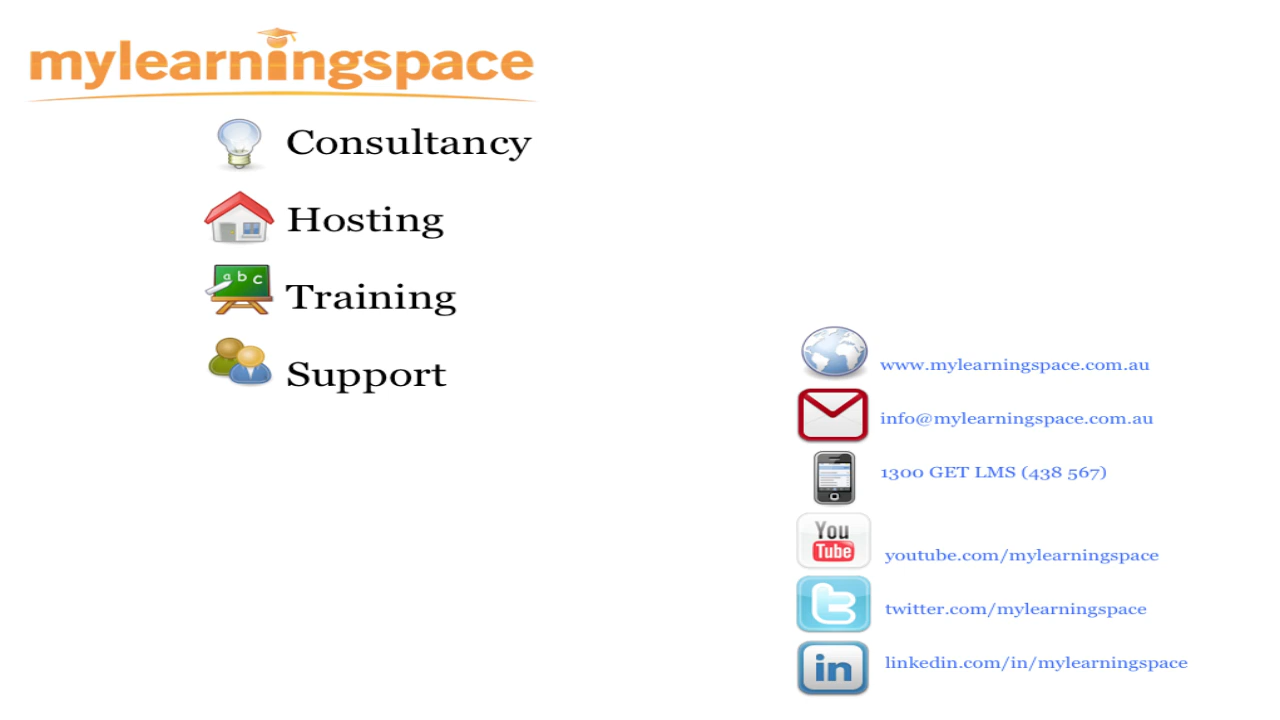 mylearningspace
Consultancy
Hosting
abc
Training
Support
www.mylearningspace.com.au
info@mylearningspace.com.au
1300 GET LMS (438 567)
You
Tube
youtube.com/mylearningspace
t
twitter.com/mylearningspace
in
linkedin.com/in/mylearningspace